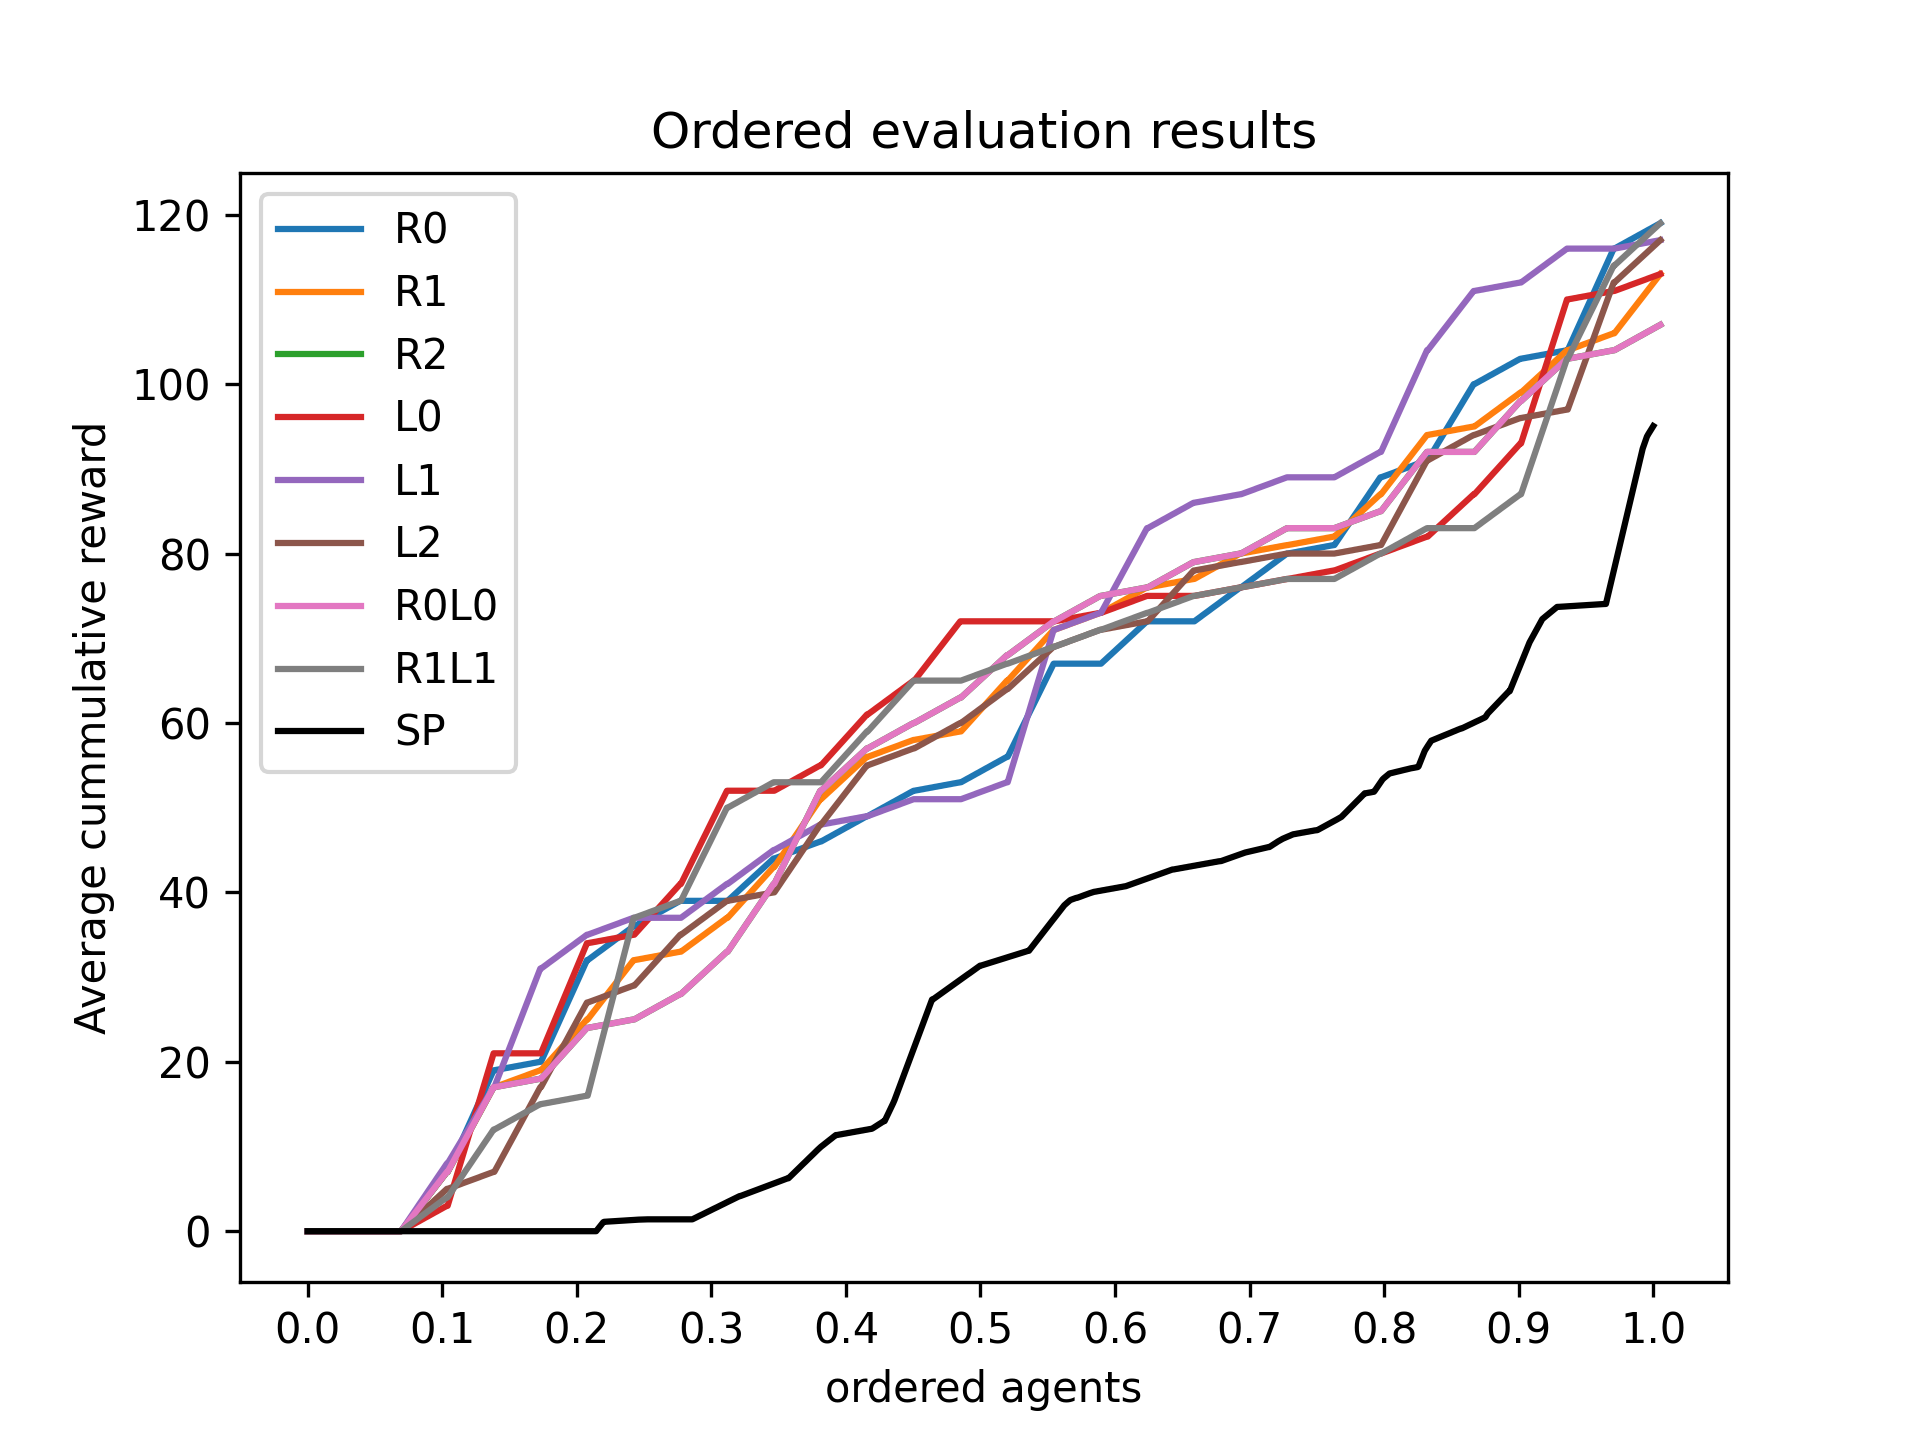 Ordered evaluation results
120
100
80
60
40
20
0
Average cummulative reward
R0
R1
R2
L0
L1
L2
R0L0
R1L1
SP
0.0 0.1 0.2 0.3 0.4 0.5 0.6 0.7 0.8 0.9 1.0
ordered agents